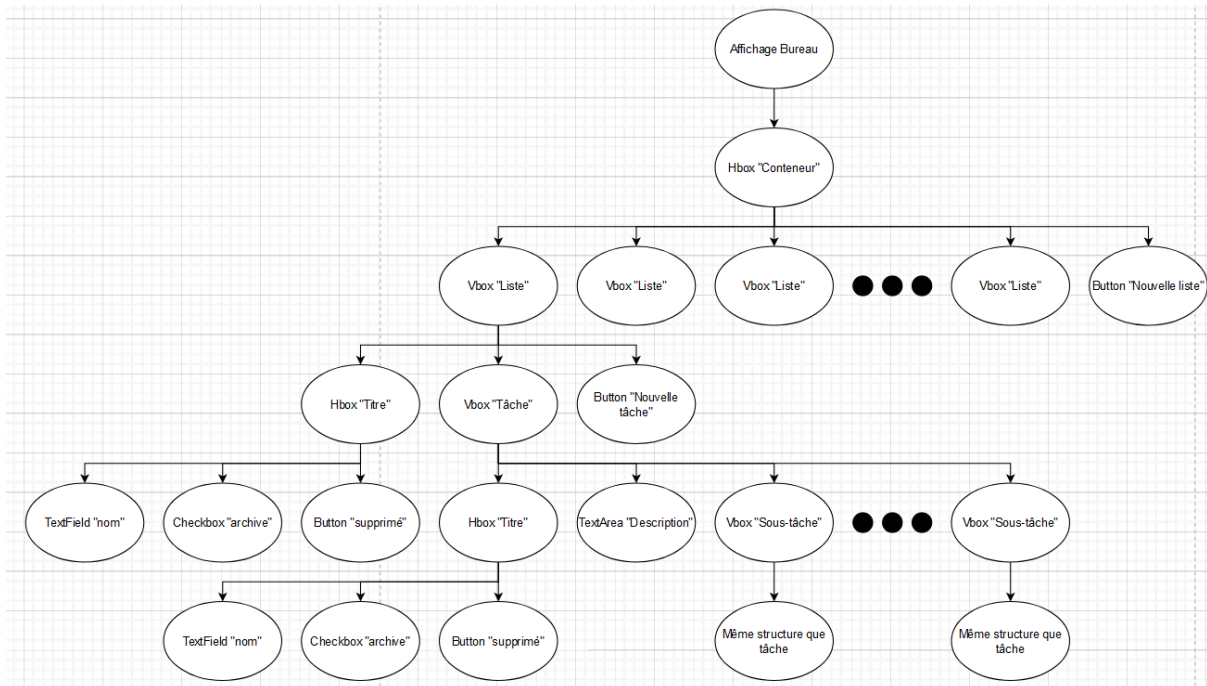 Affichage Bureau
Hbox "Conteneur"
Vbox "Liste"
Vbox "Liste"
Vbox "Liste"
Vbox "Liste"
Button "Nouvelle liste"
Hbox "Titre"
Vbox "Tâche"
Button "Nouvelle
tâche"
TextField "nom"
Checkbox "archive"
Button "supprimé"
Hbox "Titre"
TextArea "Description"
Vbox "Sous-tâche"
Vbox "Sous-tâche"
TextField "nom"
Checkbox "archive"
Button "supprimé"
Même structure que
tâche
Même structure que
tâche